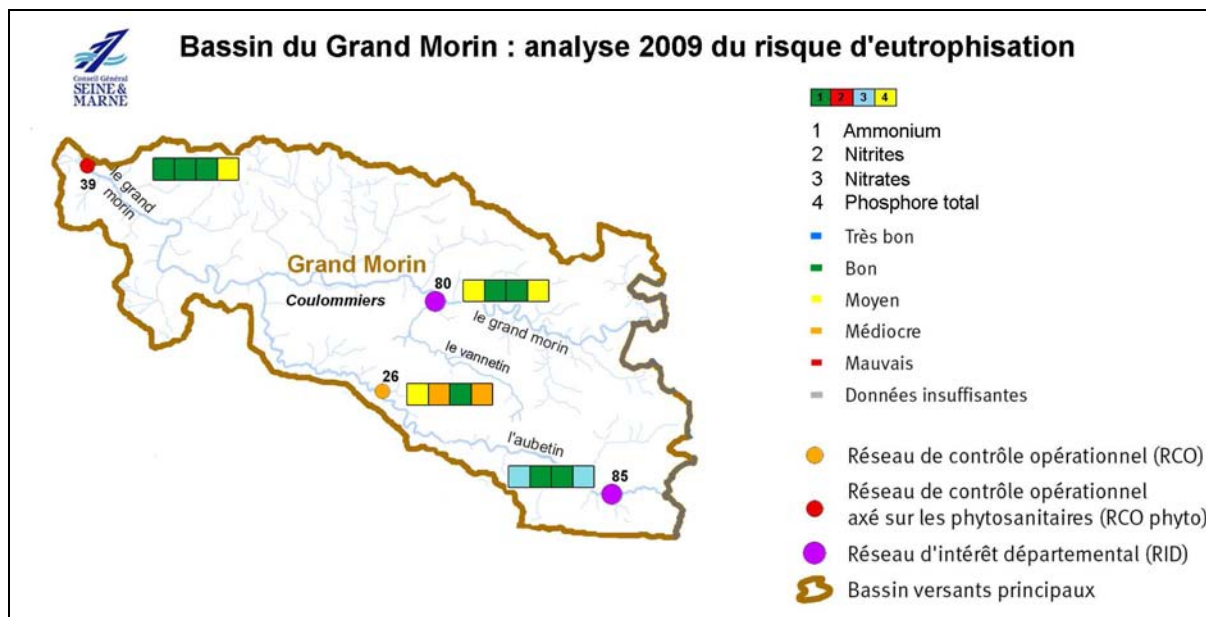 Bassin du Grand Morin : analyse 2009 du risque d'eutrophisation
Conseil Général
SEINE &
MARNE
1 2 3 4
1 Ammonium
2 Nitrites
3 Nitrates
4 Phosphore total
Très bon
Bon
Moyen
Médiocre
Mauvais
Données insuffisantes
Réseau de contrôle opérationnel (RCO)
Réseau de contrôle opérationnel
axé sur les phytosanitaires (RCO phyto)
Réseau d'intérêt départemental (RID)
Bassin versants principaux
39
le grand
morin
Grand Morin
80
Coulommiers
le grand morin
le vannetin
26
l'aubetin
85